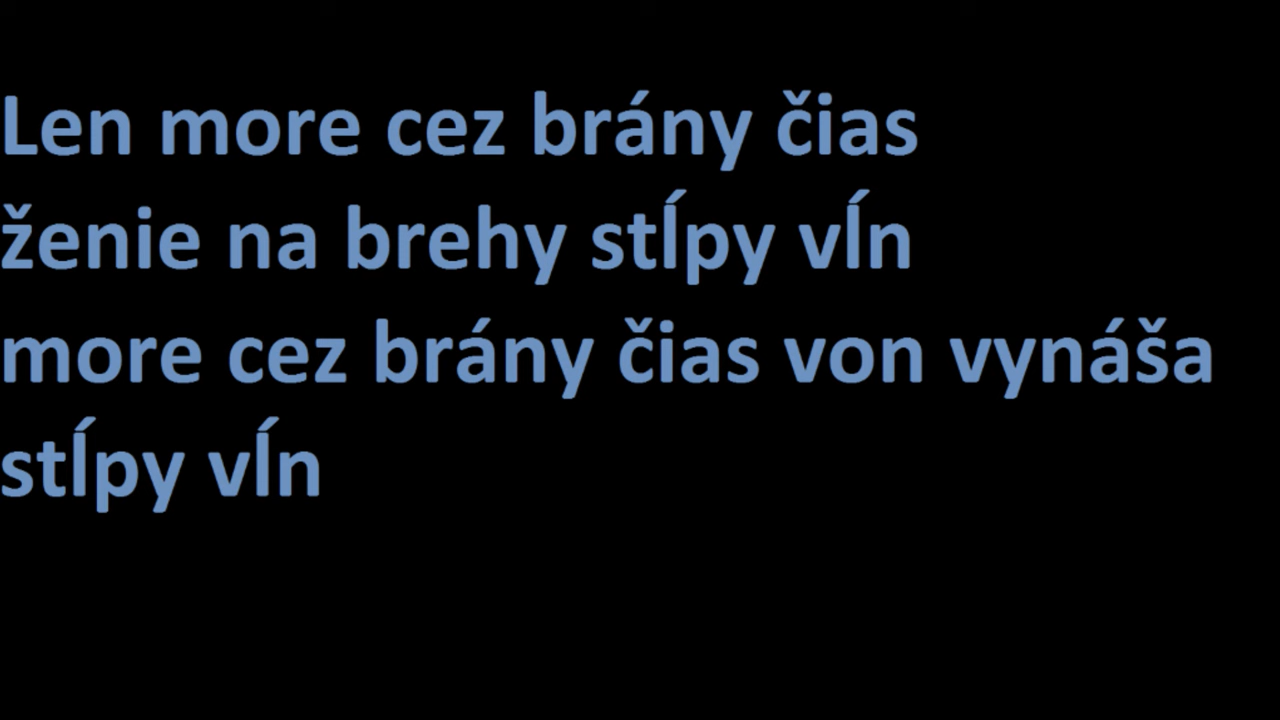 Len more cez brány čias
ženie na brehy stĺpy vĺn
more cez brány čias von vynáša
stĺpy vĺn